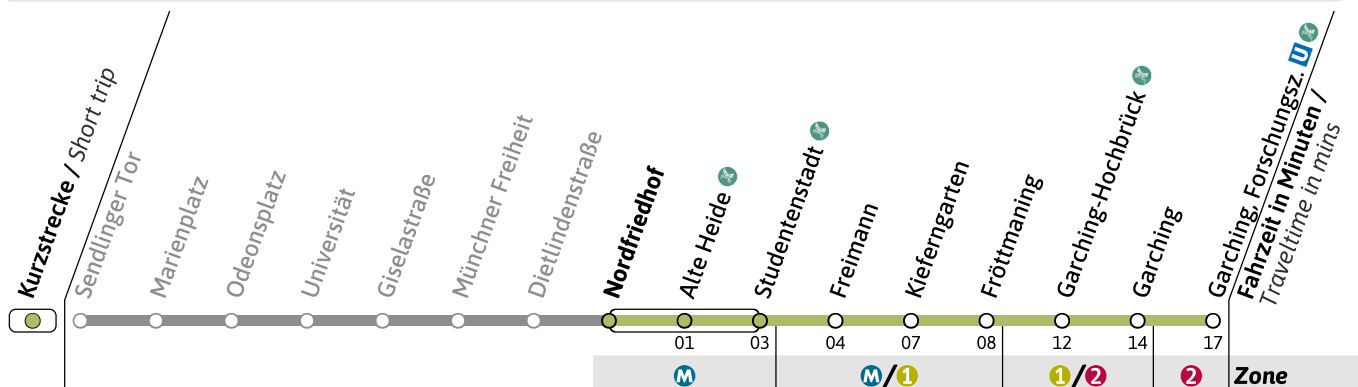 Kurzstrecke / Short trip
Sendlinger Tor
Marienplatz
Odeonsplatz
Universität
Giselastraße
Münchner Freiheit
Dietlindenstraße
Nordfriedhof
Alte Heide
Studentenstadt
Freimann
Kieferngarten
Fröttmaning
Garching-Hochbrück
Garching
Garching, Forschungsz. U
Fahrzeit in Minuten /
Traveltime in mins
01 03 04 07 08 12 14 17
M M/1 1/2 2 Zone